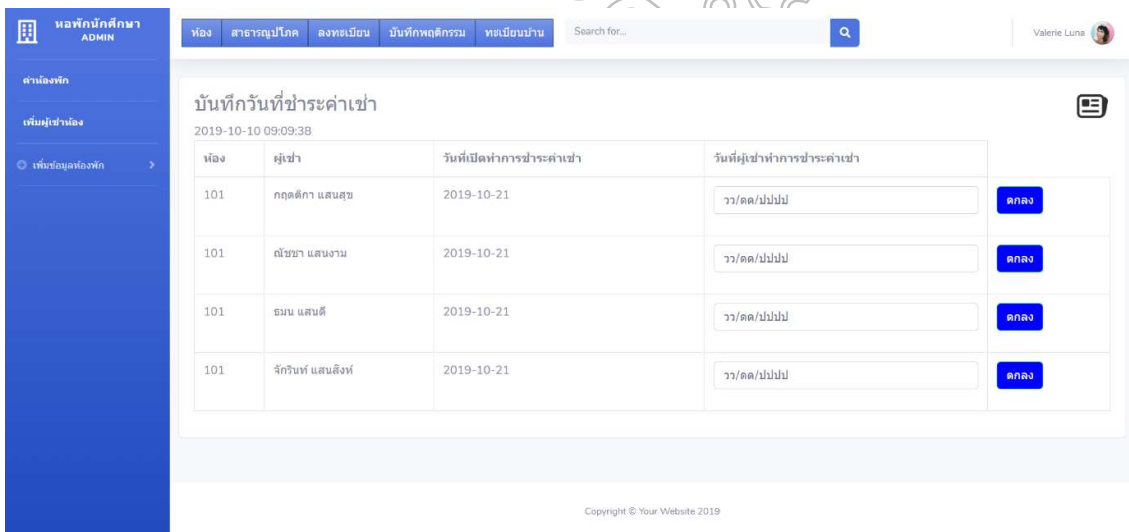 หอพักนักศึกษา
ADMIN
ห้อง สาธารณูปโภค ลงทะเบียน บันทึกพฤติกรรม ทะเบียนบ้าน Search for... Valerie Luna
ค่าห้องพัก
เพิ่มผู้เช่าห้อง
เพิ่มข้อมูลห้องพัก
บันทึกวันที่ชำระค่าเช่า
2019-10-10 09:09:38
ห้อง ผู้เช่า วันที่เปิดทำการชำระค่าเช่า วันที่ผู้เช่าทำการชำระค่าเช่า
101 กฤตติกา แสนสุข 2019-10-21 วว/ดด/ปปปป ตกลง
101 ณัชชา แสนงาม 2019-10-21 วว/ดด/ปปปป ตกลง
101 ธมน แสนดี 2019-10-21 วว/ดด/ปปปป ตกลง
101 จักรินท์ แสนสิงห์ 2019-10-21 วว/ดด/ปปปป ตกลง
Copyright © Your Website 2019